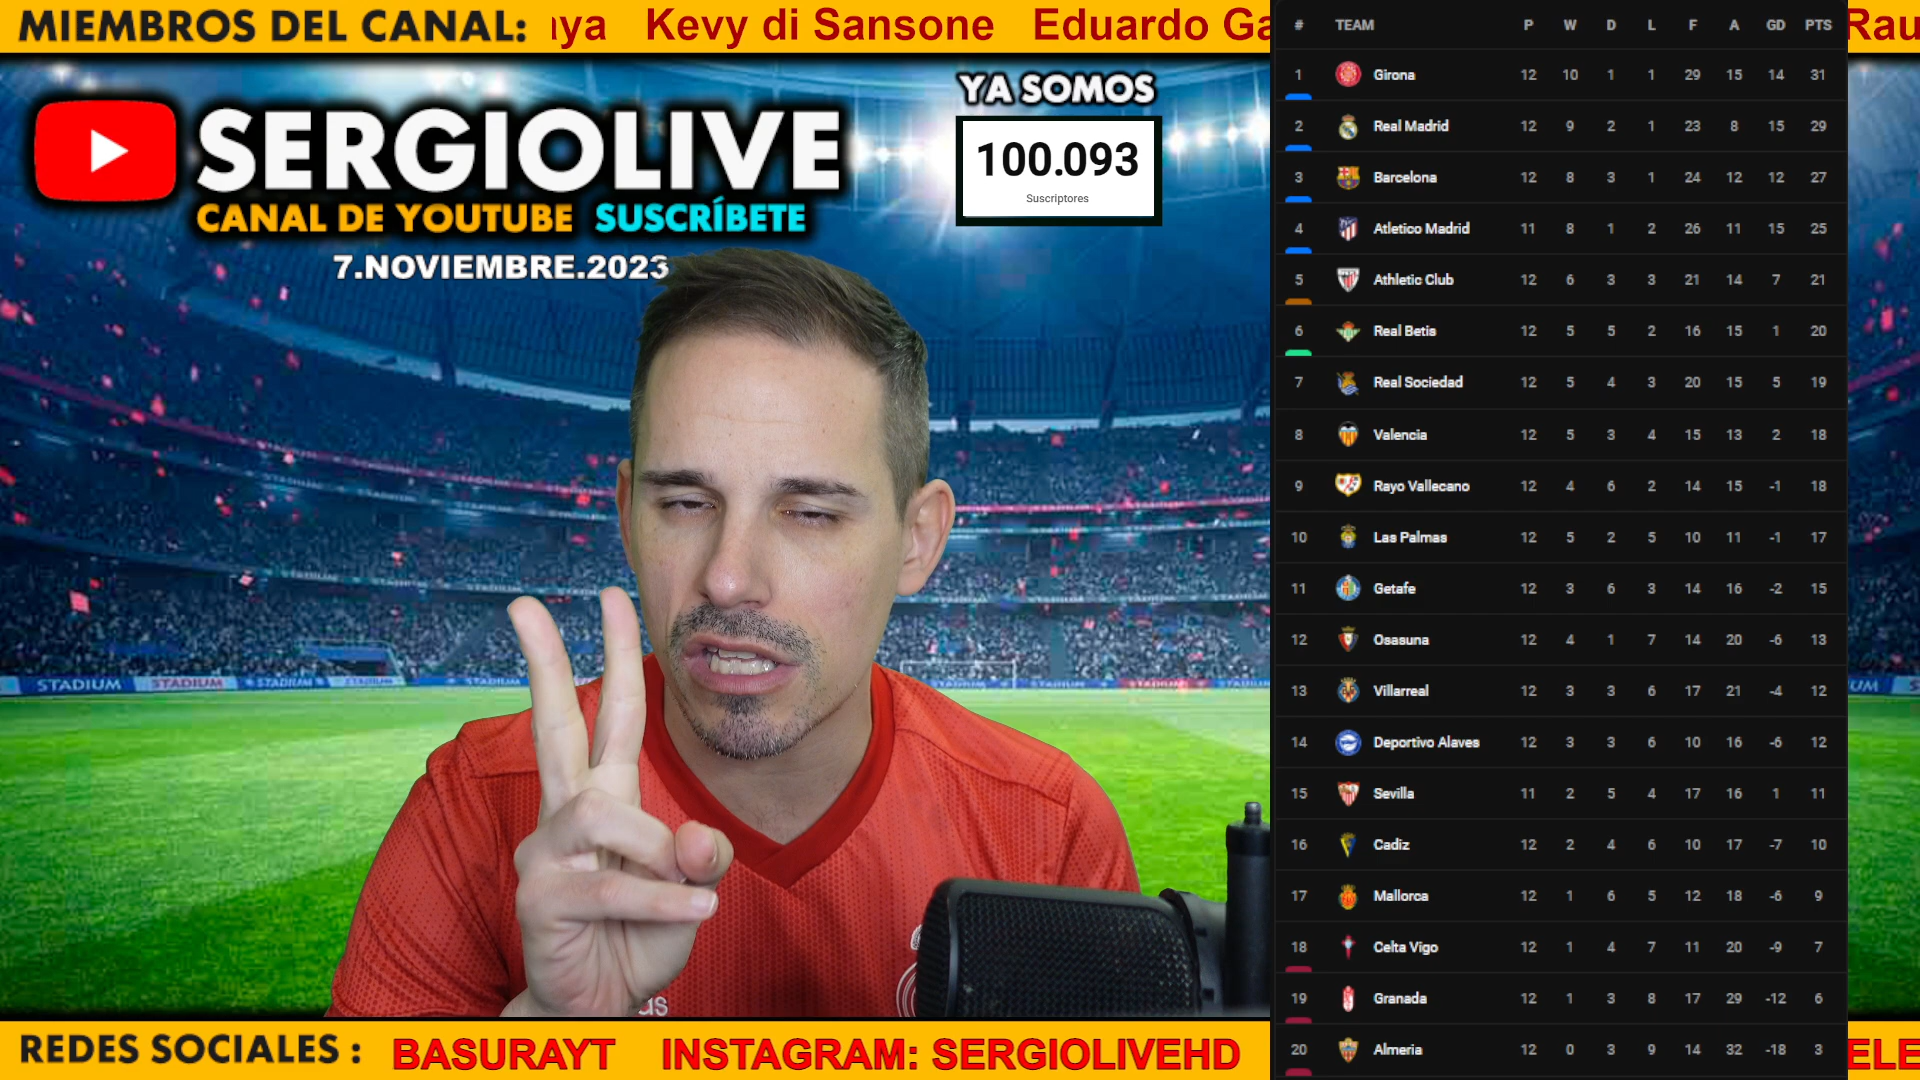 MIEMBROS DEL CANAL: Kevy di Sansone Eduardo
SERGIOLIVE
CANAL DE YOUTUBE SUSCRÍBETE
7.NOVIEMBRE.2023
YA SOMOS
100.093
Suscriptores
STADIUM STADIUM STADIUM STADIUM
# TEAM P W D L F A GD PTS
1 Girona 12 10 1 1 29 15 14 31
2 Real Madrid 12 9 2 1 23 8 15 29
3 Barcelona 12 8 3 1 24 12 12 27
4 Atletico Madrid 11 8 1 2 26 11 15 25
5 Athletic Club 12 6 3 3 21 14 7 21
6 Real Betis 12 5 5 2 16 15 1 20
7 Real Sociedad 12 5 4 3 20 15 5 19
8 Valencia 12 5 3 4 15 13 2 18
9 Rayo Vallecano 12 4 6 2 14 15 -1 18
10 Las Palmas 12 5 2 5 10 11 -1 17
11 Getafe 12 3 6 3 14 16 -2 15
12 Osasuna 12 4 1 7 14 20 -6 13
13 Villarreal 12 3 3 6 17 21 -4 12
14 Deportivo Alaves 12 3 3 6 10 16 -6 12
15 Sevilla 11 2 5 4 17 16 1 11
16 Cadiz 12 2 4 6 10 17 -7 10
17 Mallorca 12 1 6 5 12 18 -6 9
18 Celta Vigo 12 1 4 7 11 20 -9 7
19 Granada 12 1 3 8 17 29 -12 6
20 Almeria 12 0 3 9 14 32 -18 3
REDES SOCIALES : BASURAYT INSTAGRAM: SERGIOLIVEHD